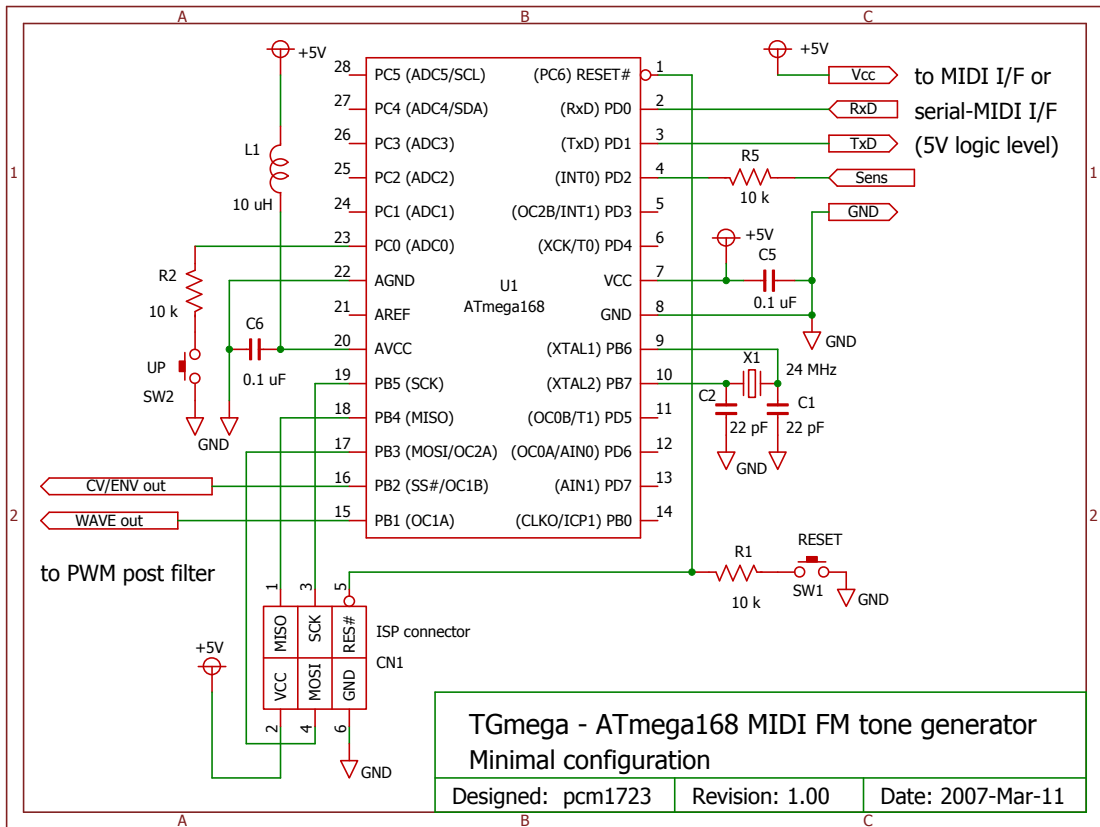 A B C
+5V
28 PC5 (ADC5/SCL) (PC6) RESET# 1
27 PC4 (ADC4/SDA) (RxD) PD0 2
26 PC3 (ADC3) (TxD) PD1 3
25 PC2 (ADC2) (INT0) PD2 4
24 PC1 (ADC1) (OC2B/INT1) PD3 5
23 PC0 (ADC0) (XCK/T0) PD4 6
22 AGND VCC 7
21 AREF GND 8
20 AVCC (XTAL1) PB6 9
19 PB5 (SCK) (XTAL2) PB7 10
18 PB4 (MISO) (OC0B/T1) PD5 11
17 PB3 (MOSI/OC2A) (OC0A/AIN0) PD6 12
16 PB2 (SS#/OC1B) (AIN1) PD7 13
15 PB1 (OC1A) (CLKO/ICP1) PB0 14
U1
ATmega168
+5V
Vcc to MIDI I/F or
RxD serial-MIDI I/F
TxD (5V logic level)
R5
10 k
Sens
GND
1
1
L1
10 uH
R2
10 k
C6
0.1 uF
UP
SW2
GND
+5V
C5
0.1 uF
GND
X1
24 MHz
C2
22 pF
C1
22 pF
GND
CV/ENV out
WAVE out
2
2
to PWM post filter
R1
10 k
RESET
SW1
GND
1 3 5
MISO SCK RES#
VCC MOSI GND
2 4 6
ISP connector
CN1
+5V
GND
TGmega - ATmega168 MIDI FM tone generator
Minimal configuration
Designed: pcm1723 Revision: 1.00 Date: 2007-Mar-11
A B C